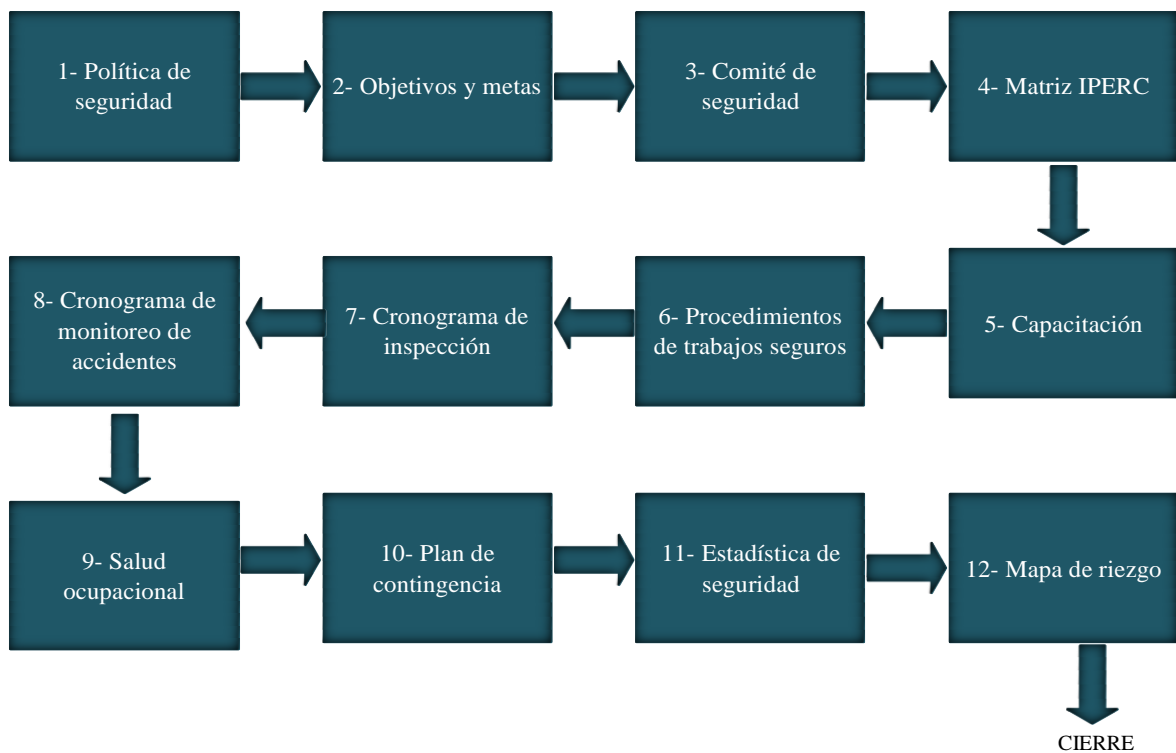 1- Política de
seguridad
2- Objetivos y metas
3- Comité de
seguridad
4- Matriz IPERC
5- Capacitación
6- Procedimientos
de trabajos seguros
7- Cronograma de
inspección
8- Cronograma de
monitoreo de
accidentes
9- Salud
ocupacional
10- Plan de
contingencia
11- Estadística de
seguridad
12- Mapa de riezgo
CIERRE